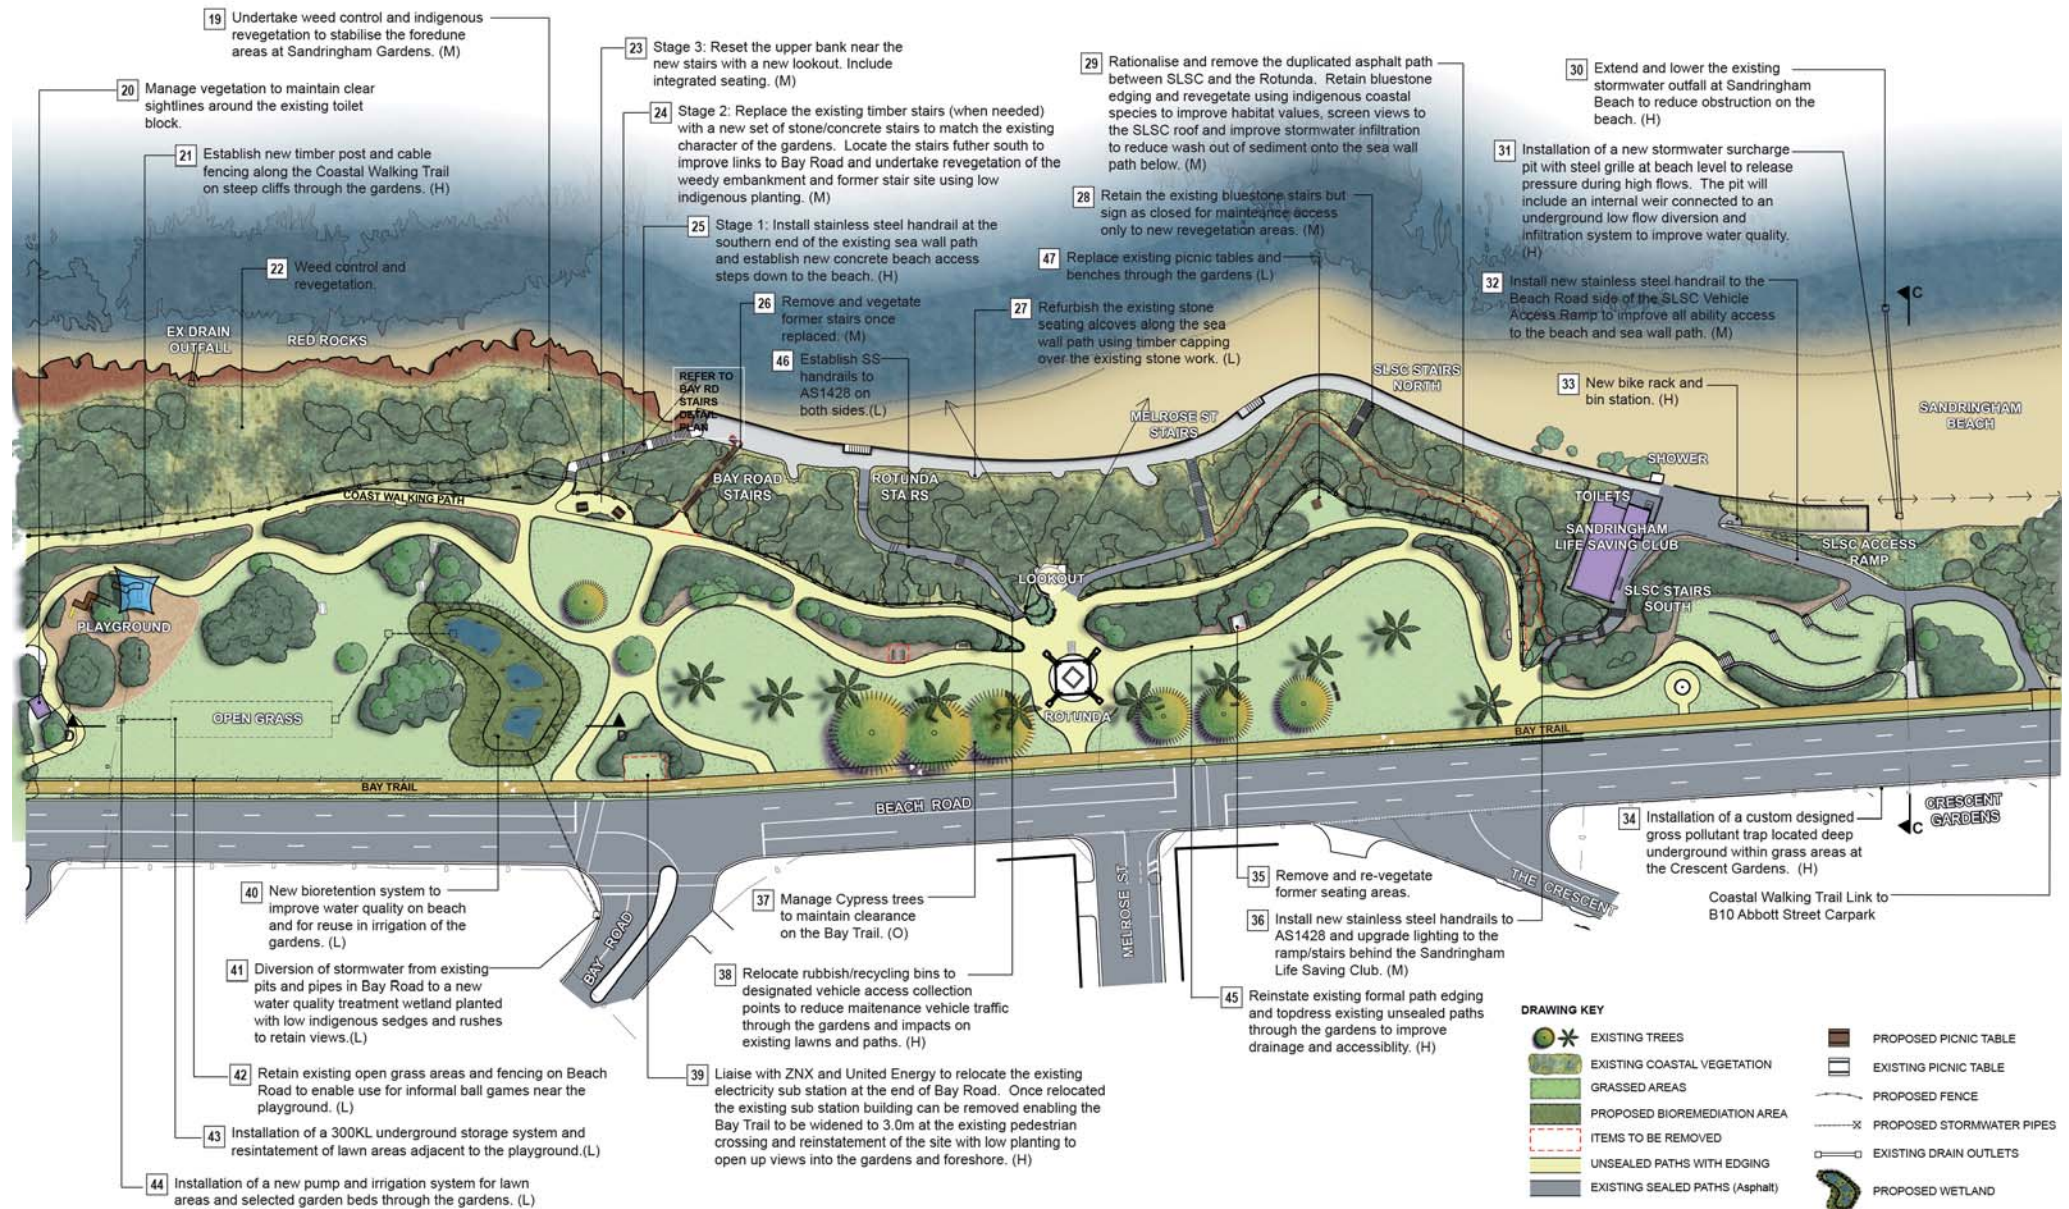 19 Undertake weed control and indigenous
revegetation to stabilise the foredune
areas at Sandringham Gardens. (M)
20 Manage vegetation to maintain clear
sightlines around the existing toilet
block.
21 Establish new timber post and cable
fencing along the Coastal Walking Trail
on steep cliffs through the gardens. (H)
22 Weed control and
revegetation.
23 Stage 3: Reset the upper bank near the
new stairs with a new lookout. Include
integrated seating. (M)
24 Stage 2: Replace the existing timber stairs (when needed)
with a new set of stone/concrete stairs to match the existing
character of the gardens. Locate the stairs futher south to
improve links to Bay Road and undertake revegetation of the
weedy embankment and former stair site using low
indigenous planting. (M)
25 Stage 1: Install stainless steel handrail at the
southern end of the existing sea wall path
and establish new concrete beach access
steps down to the beach. (H)
26 Remove and vegetate
former stairs once
replaced. (M)
46 Establish SS
handrails to
AS1428 on
both sides.(L)
29 Rationalise and remove the duplicated asphalt path
between SLSC and the Rotunda. Retain bluestone
edging and revegetate using indigenous coastal
species to improve habitat values, screen views to
the SLSC roof and improve stormwater infiltration
to reduce wash out of sediment onto the sea wall
path below. (M)
28 Retain the existing bluestone stairs but
sign as closed for mainteance access
only to new revegetation areas. (M)
47 Replace existing picnic tables and
benches through the gardens (L)
27 Refurbish the existing stone
seating alcoves along the sea
wall path using timber capping
over the existing stone work. (L)
30 Extend and lower the existing
stormwater outfall at Sandringham
Beach to reduce obstruction on the
beach. (H)
31 Installation of a new stormwater surcharge
pit with steel grille at beach level to release
pressure during high flows. The pit will
include an internal weir connected to an
underground low flow diversion and
infiltration system to improve water quality.
(H)
32 Install new stainless steel handrail to the
Beach Road side of the SLSC Vehicle
Access Ramp to improve all ability access
to the beach and sea wall path. (M)
33 New bike rack and
bin station. (H)
EX DRAIN
OUTFALL
RED ROCKS
REFER TO
BAY RD
STAIRS
DETAIL
PLAN
SLSC STAIRS
NORTH
MELROSE ST
STAIRS
SANDRINGHAM
BEACH
C
COAST WALKING PATH
BAY ROAD
STAIRS
ROTUNDA
STAIRS
SHOWER
TOILETS
SANDRINGHAM
LIFE SAVING CLUB
SLSC ACCESS
RAMP
LOOKOUT
SLSC STAIRS
SOUTH
PLAYGROUND
OPEN GRASS
ROTUNDA
D
D
BAY TRAIL
BAY TRAIL
BEACH ROAD
BAY ROAD
MELROSE ST
THE CRESCENT
CRESCENT
GARDENS
C
34 Installation of a custom designed
gross pollutant trap located deep
underground within grass areas at
the Crescent Gardens. (H)
Coastal Walking Trail Link to
B10 Abbott Street Carpark
35 Remove and re-vegetate
former seating areas.
36 Install new stainless steel handrails to
AS1428 and upgrade lighting to the
ramp/stairs behind the Sandringham
Life Saving Club. (M)
45 Reinstate existing formal path edging
and topdress existing unsealed paths
through the gardens to improve
drainage and accessiblity. (H)
37 Manage Cypress trees
to maintain clearance
on the Bay Trail. (O)
38 Relocate rubbish/recycling bins to
designated vehicle access collection
points to reduce maitenance vehicle traffic
through the gardens and impacts on
existing lawns and paths. (H)
39 Liaise with ZNX and United Energy to relocate the existing
electricity sub station at the end of Bay Road. Once relocated
the existing sub station building can be removed enabling the
Bay Trail to be widened to 3.0m at the existing pedestrian
crossing and reinstatement of the site with low planting to
open up views into the gardens and foreshore. (H)
40 New bioretention system to
improve water quality on beach
and for reuse in irrigation of the
gardens. (L)
41 Diversion of stormwater from existing
pits and pipes in Bay Road to a new
water quality treatment wetland planted
with low indigenous sedges and rushes
to retain views.(L)
42 Retain existing open grass areas and fencing on Beach
Road to enable use for informal ball games near the
playground. (L)
43 Installation of a 300KL underground storage system and
resintatement of lawn areas adjacent to the playground.(L)
44 Installation of a new pump and irrigation system for lawn
areas and selected garden beds through the gardens. (L)
DRAWING KEY
EXISTING TREES
EXISTING COASTAL VEGETATION
GRASSED AREAS
PROPOSED BIOREMEDIATION AREA
ITEMS TO BE REMOVED
UNSEALED PATHS WITH EDGING
EXISTING SEALED PATHS (Asphalt)
PROPOSED PICNIC TABLE
EXISTING PICNIC TABLE
PROPOSED FENCE
PROPOSED STORMWATER PIPES
EXISTING DRAIN OUTLETS
PROPOSED WETLAND